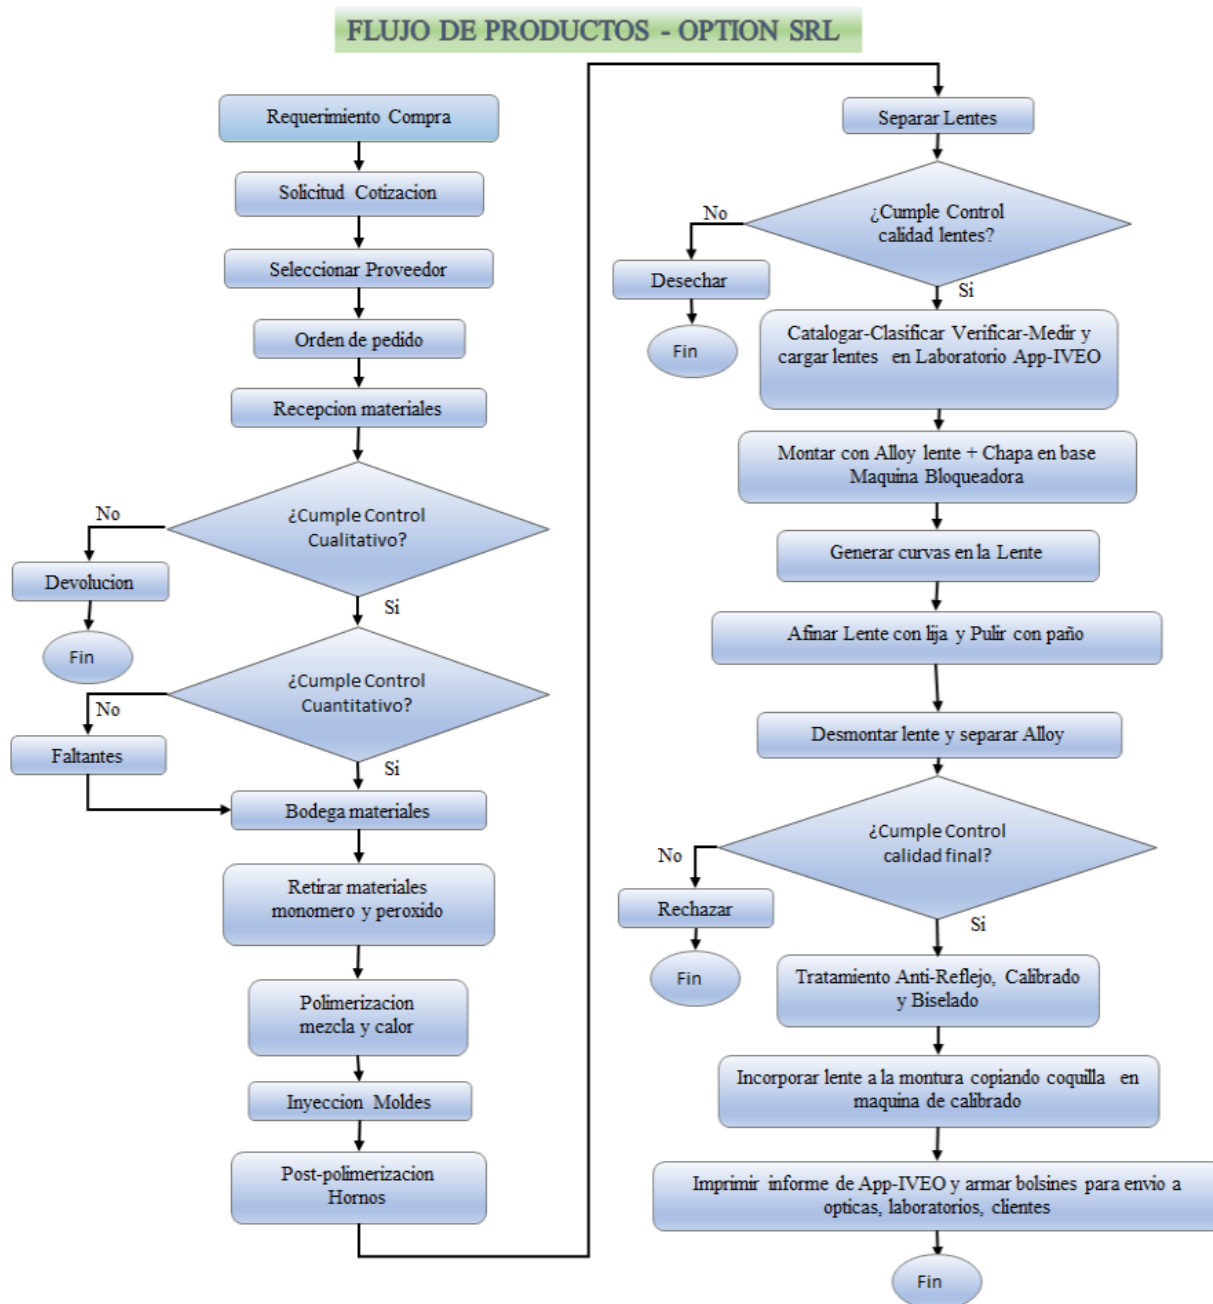 FLUJO DE PRODUCTOS - OPTION SRL
Requerimiento Compra
Solicitud Cotizacion
Seleccionar Proveedor
Orden de pedido
Recepcion materiales
¿Cumple Control
Cualitativo?
No
Devolucion
Fin
Si
¿Cumple Control
Cuantitativo?
No
Faltantes
Si
Bodega materiales
Retirar materiales
monomero y peroxido
Polimerizacion
mezcla y calor
Inyeccion Moldes
Post-polimerizacion
Hornos
Separar Lentes
¿Cumple Control
calidad lentes?
No
Desechar
Fin
Si
Catalogar-Clasificar Verificar-Medir y
cargar lentes en Laboratorio App-IVEO
Montar con Alloy lente + Chapa en base
Maquina Bloqueadora
Generar curvas en la Lente
Afinar Lente con lija y Pulir con paño
Desmontar lente y separar Alloy
¿Cumple Control
calidad final?
No
Rechazar
Fin
Si
Tratamiento Anti-Reflejo, Calibrado
y Biselado
Incorporar lente a la montura copiando coquilla en
maquina de calibrado
Imprimir informe de App-IVEO y armar bolsines para envio a
opticas, laboratorios, clientes
Fin